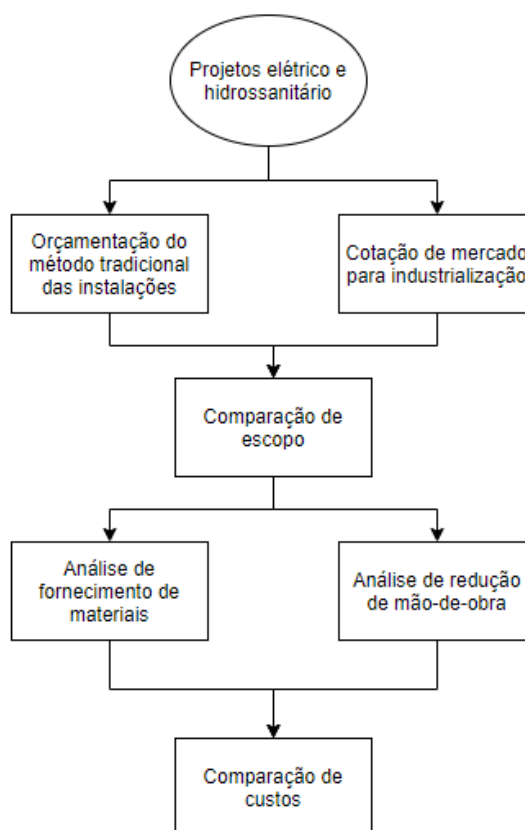 Projetos elétrico e
hidrossanitário
Orçamentação do
método tradicional
das instalações
Cotação de mercado
para industrialização
Comparação de
escopo
Análise de
fornecimento de
materiais
Análise de redução
de mão-de-obra
Comparação de
custos